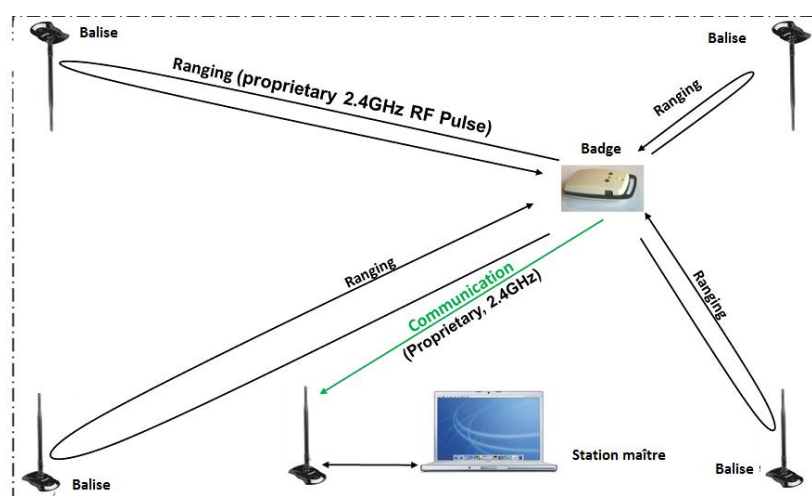 Balise
Balise
Ranging (proprietary 2.4GHz RF Pulse)
Ranging
Badge
Ranging
Communication
(Proprietary, 2.4GHz)
Ranging
Station maître
Balise
Balise